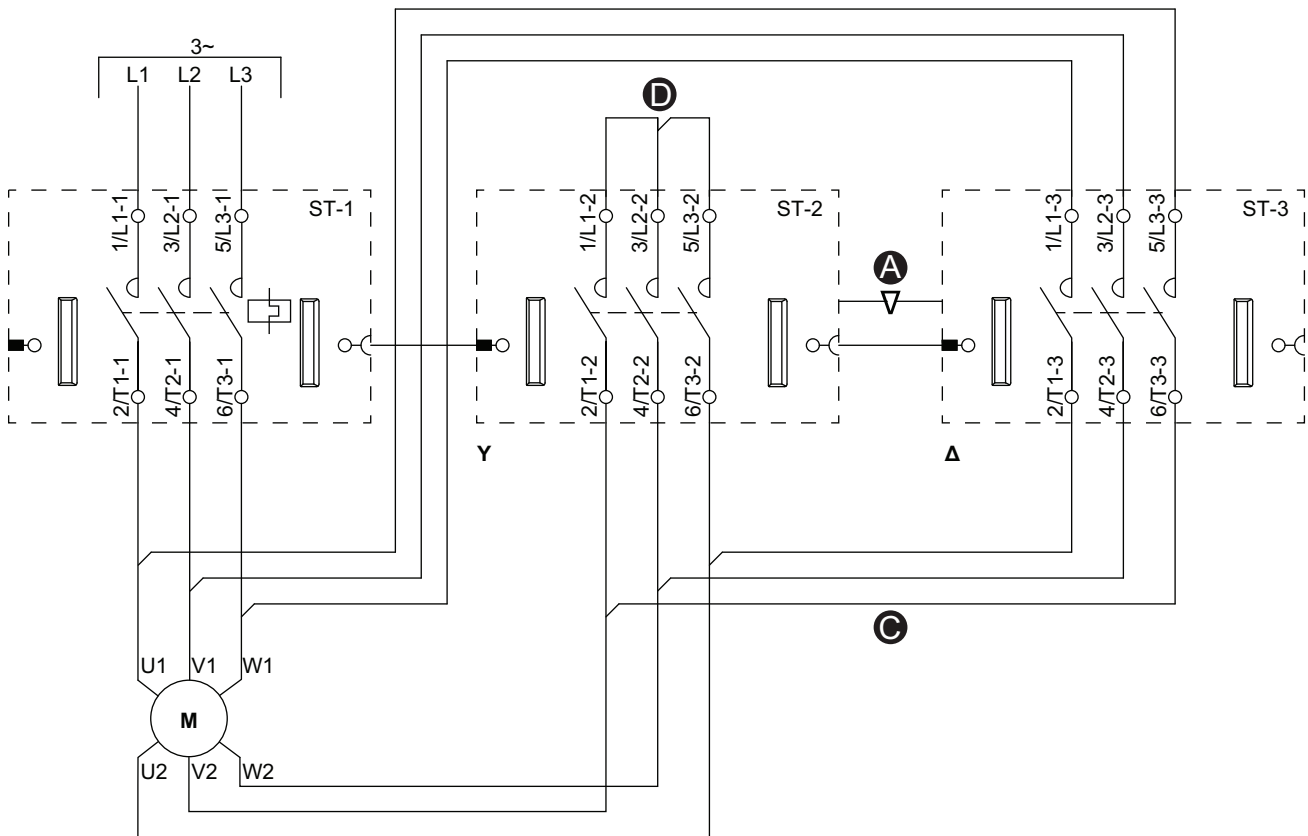 3~
L1 L2 L3
D
ST-1
ST-2
ST-3
1/L1-1
3/L2-1
5/L3-1
1/L1-2
3/L2-2
5/L3-2
1/L1-3
3/L2-3
5/L3-3
A
2/T1-1
4/T2-1
6/T3-1
2/T1-2
4/T2-2
6/T3-2
2/T1-3
4/T2-3
6/T3-3
Y
Δ
C
U1 V1 W1
M
U2 V2 W2